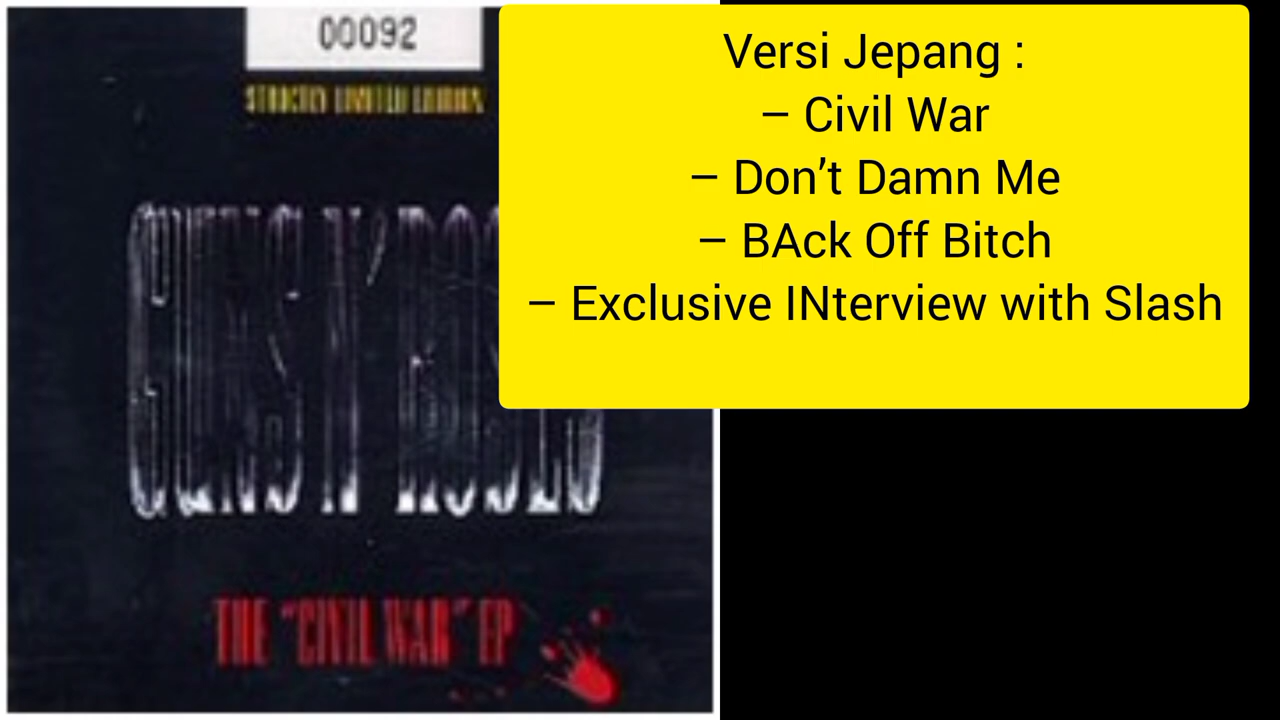 00092
STRICTLY LIMITED EDITION
GUNS N' ROSES
THE "CIVIL WAR" EP
Versi Jepang :
– Civil War
– Don’t Damn Me
– BAck Off Bitch
– Exclusive INterview with Slash